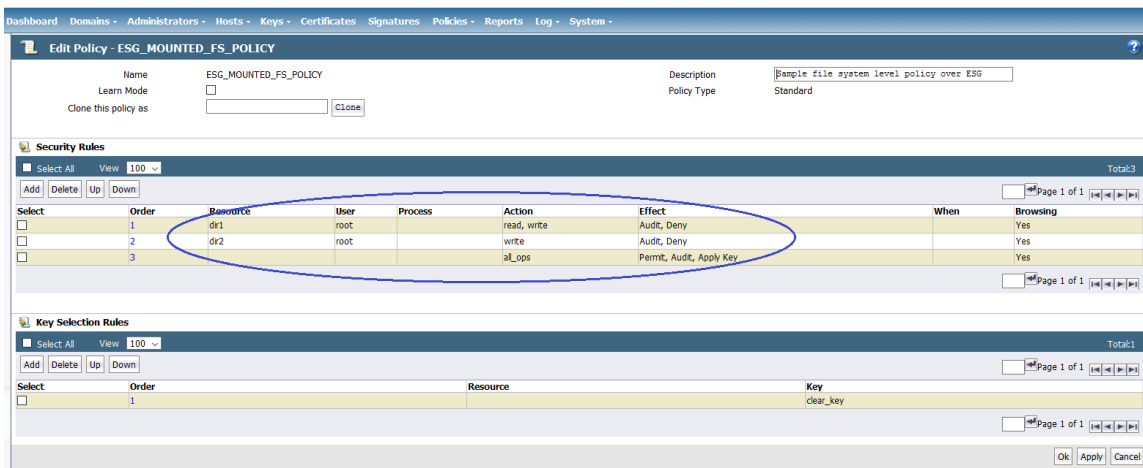 Dashboard Domains Administrators Hosts Keys Certificates Signatures Policies Reports Log System
Edit Policy - ESG_MOUNTED_FS_POLICY ?
Name ESG_MOUNTED_FS_POLICY Description Sample file system level policy over ESG
Learn Mode Policy Type Standard
Clone this policy as Clone
Security Rules
Select All View 100 Total:3
Add Delete Up Down Page 1 of 1
Select Order Resource User Process Action Effect When Browsing
1 dir1 root read, write Audit, Deny Yes
2 dir2 root write Audit, Deny Yes
3 all_ops Permit, Audit, Apply Key Yes
Page 1 of 1
Key Selection Rules
Select All View 100 Total:1
Add Delete Up Down Page 1 of 1
Select Order Resource Key
1 clear_key
Page 1 of 1
Ok Apply Cancel